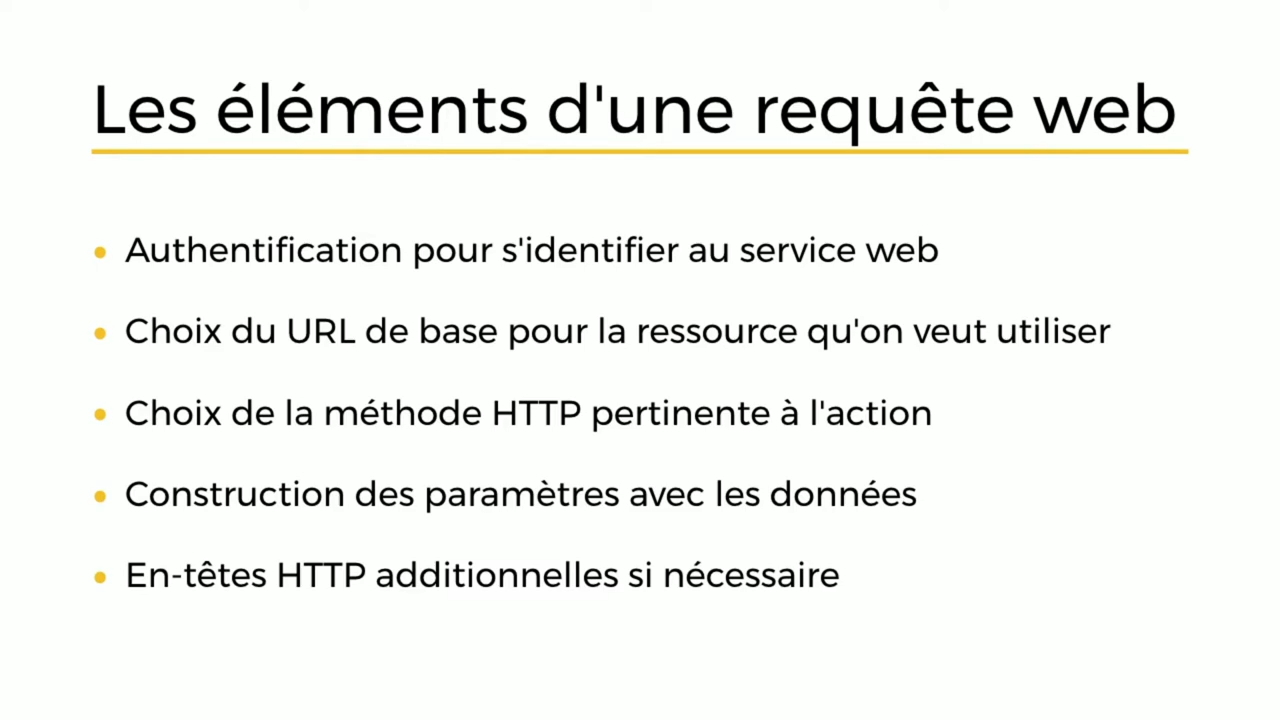 Les éléments d'une requête web
• Authentification pour s'identifier au service web
• Choix du URL de base pour la ressource qu'on veut utiliser
• Choix de la méthode HTTP pertinente à l'action
• Construction des paramètres avec les données
• En-têtes HTTP additionnelles si nécessaire